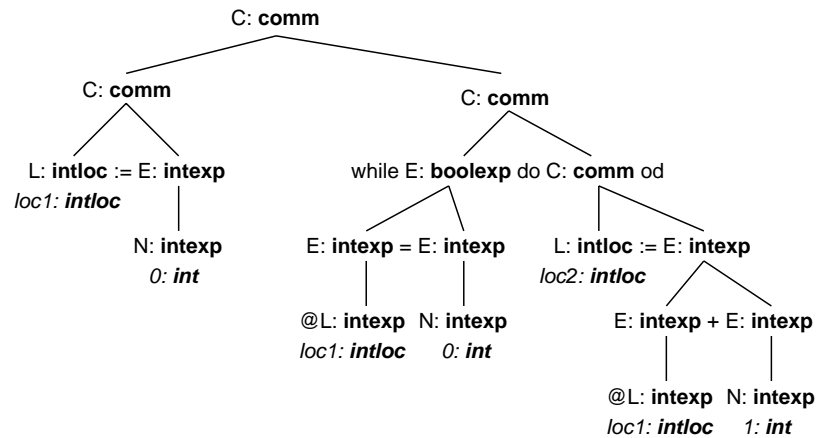 C: comm
C: comm
C: comm
L: intloc := E: intexp
while E: boolexp do C: comm od
loc1: intloc
N: intexp
E: intexp = E: intexp
L: intloc := E: intexp
0: int
loc2: intloc
@L: intexp
N: intexp
E: intexp + E: intexp
loc1: intloc
0: int
@L: intexp
N: intexp
loc1: intloc
1: int